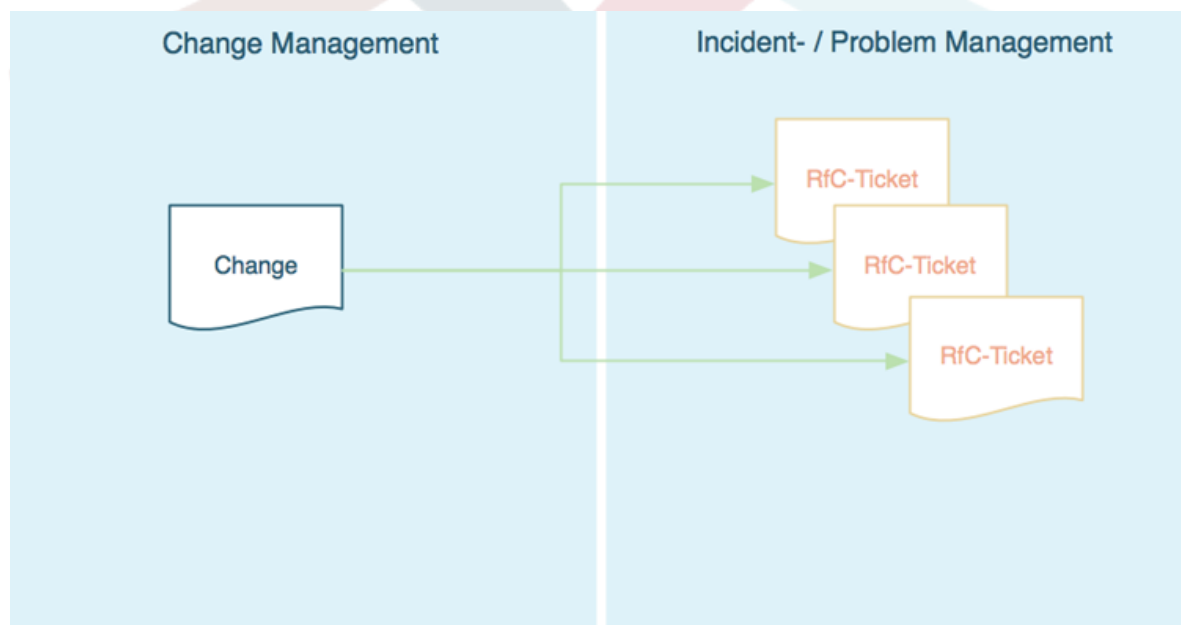 Change Management
Incident- / Problem Management
Change
RfC-Ticket
RfC-Ticket
RfC-Ticket